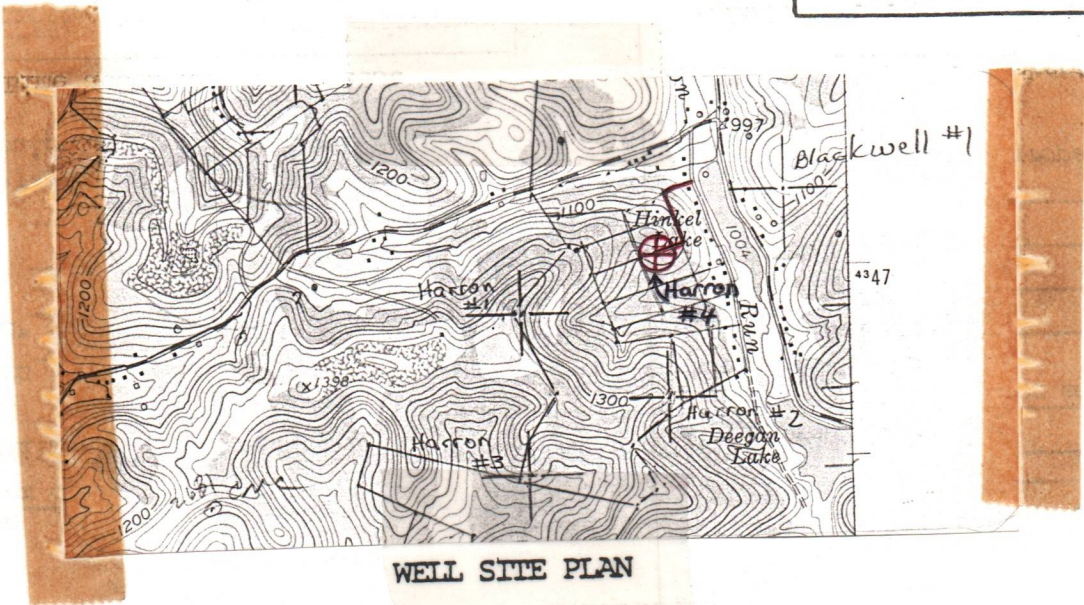 997
Blackwell #1
1200
1100
1100
Hinkel
Lake
1004
4347
Harron
#1
Harron
#4
Run
1200
x1398
1300
Harron #2
Harron
#3
Deegan
Lake
1200
WELL SITE PLAN